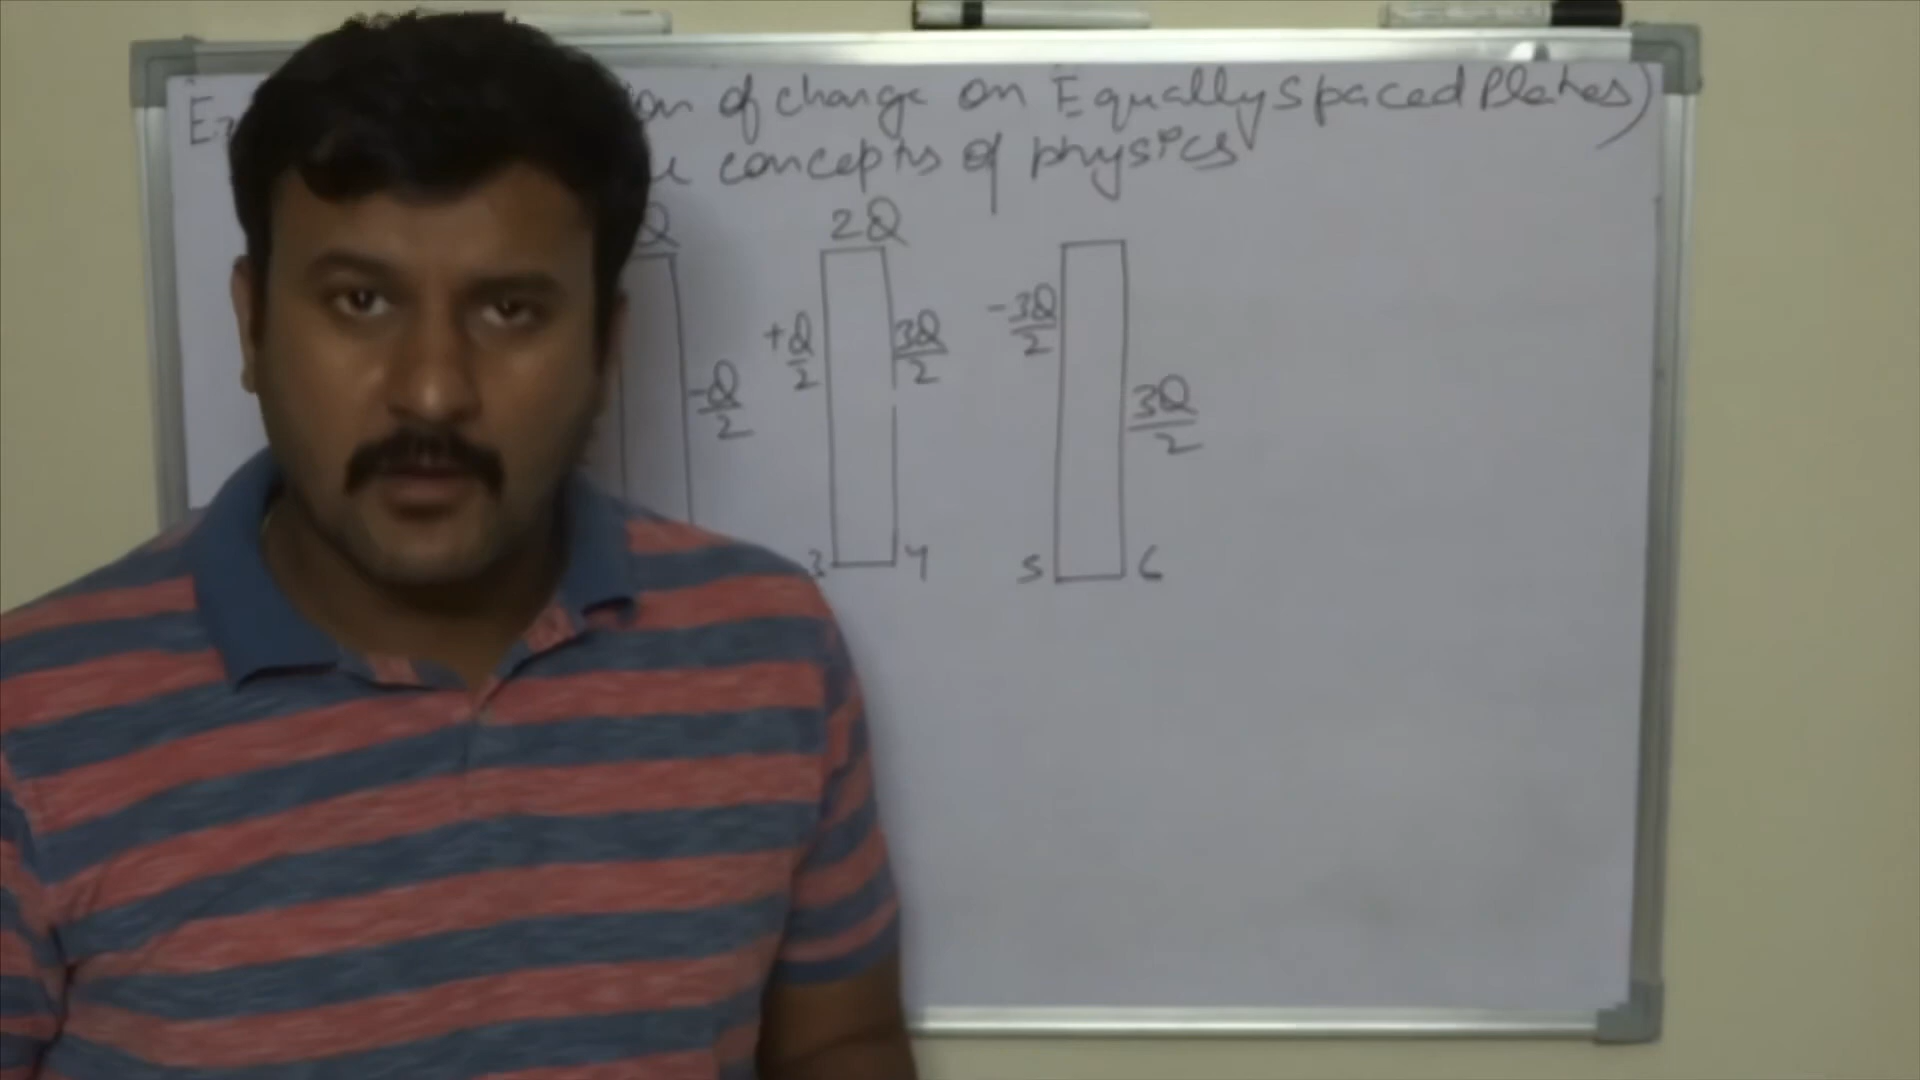 of change on Equally spaced Plates)
concepts of physics
Q 2Q
-3Q/2
+Q/2 3Q/2
-Q/2 3Q/2
3 4 5 6